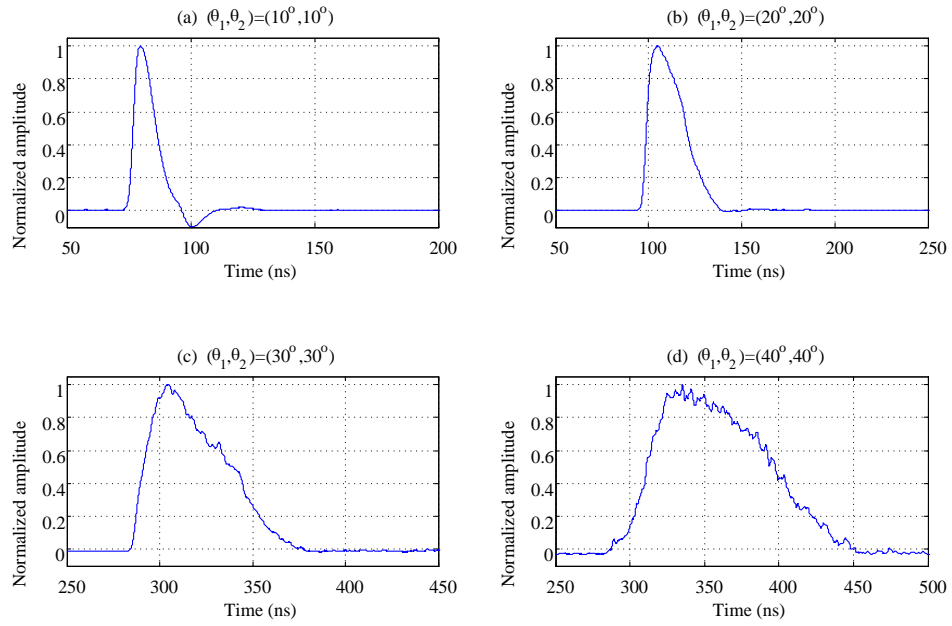 (a) (θ1,θ2)=(10°,10°)
1
0.8
0.6
0.4
0.2
0
Normalized amplitude
50 100 150 200
Time (ns)
(b) (θ1,θ2)=(20°,20°)
1
0.8
0.6
0.4
0.2
0
Normalized amplitude
50 100 150 200 250
Time (ns)
(c) (θ1,θ2)=(30°,30°)
1
0.8
0.6
0.4
0.2
0
Normalized amplitude
250 300 350 400 450
Time (ns)
(d) (θ1,θ2)=(40°,40°)
1
0.8
0.6
0.4
0.2
0
Normalized amplitude
250 300 350 400 450 500
Time (ns)